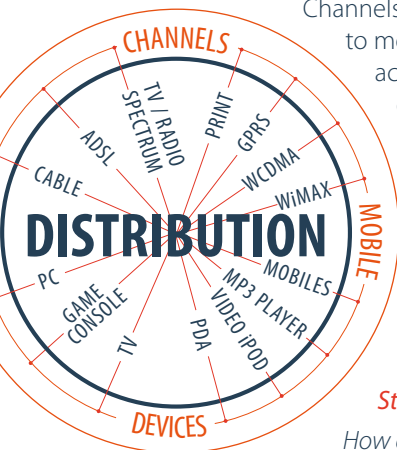 Channels
to m
ac
CHANNELS
TV / RADIO
SPECTRUM
PRINT
ADSL
GPRS
CABLE
WCDMA
WiMAX
DISTRIBUTION
MOBILE
PC
MOBILES
GAME
CONSOLE
MP3 PLAYER
VIDEO iPOD
TV
PDA
DEVICES
St
How